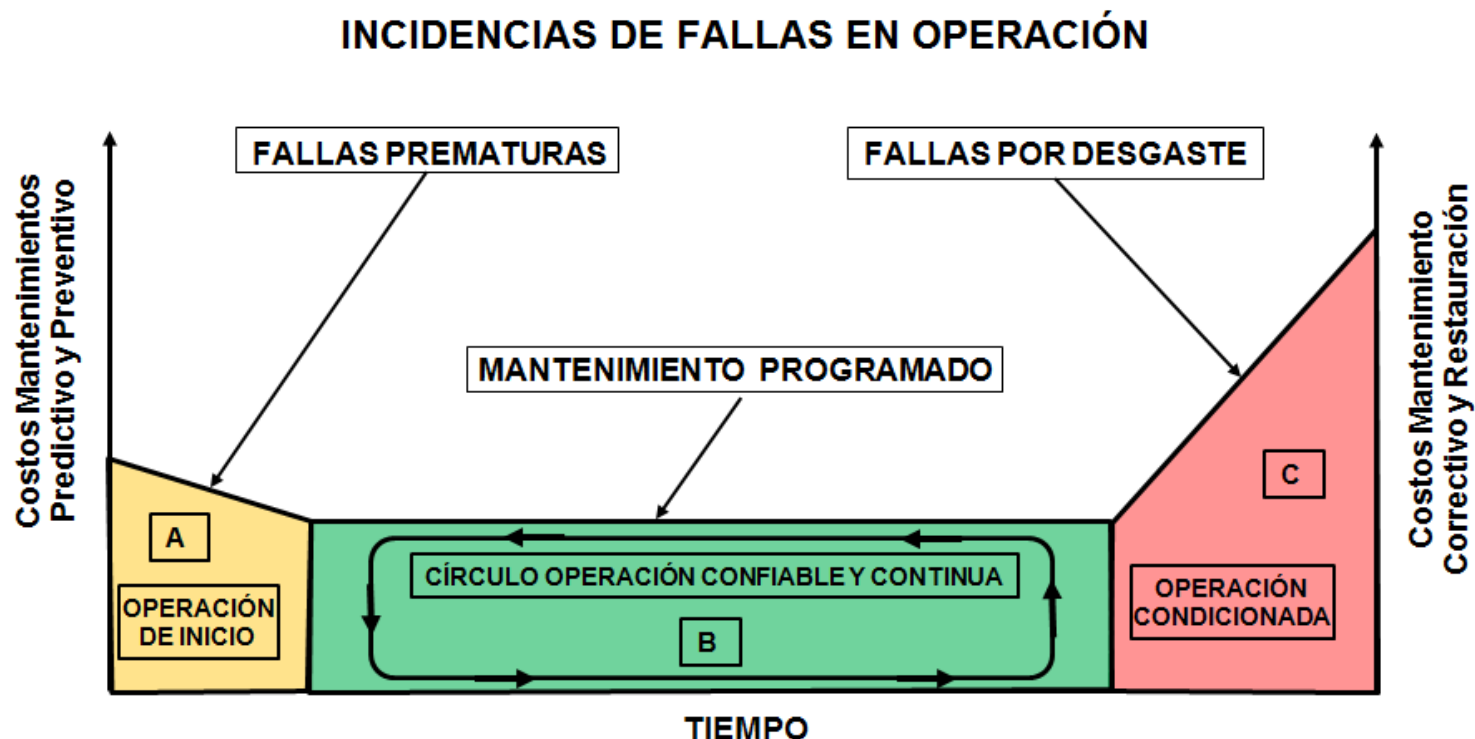 INCIDENCIAS DE FALLAS EN OPERACIÓN
FALLAS PREMATURAS
FALLAS POR DESGASTE
Costos Mantenimientos
Predictivo y Preventivo
Costos Mantenimiento
Correctivo y Restauración
MANTENIMIENTO PROGRAMADO
A
OPERACIÓN
DE INICIO
CÍRCULO OPERACIÓN CONFIABLE Y CONTINUA
B
C
OPERACIÓN
CONDICIONADA
TIEMPO